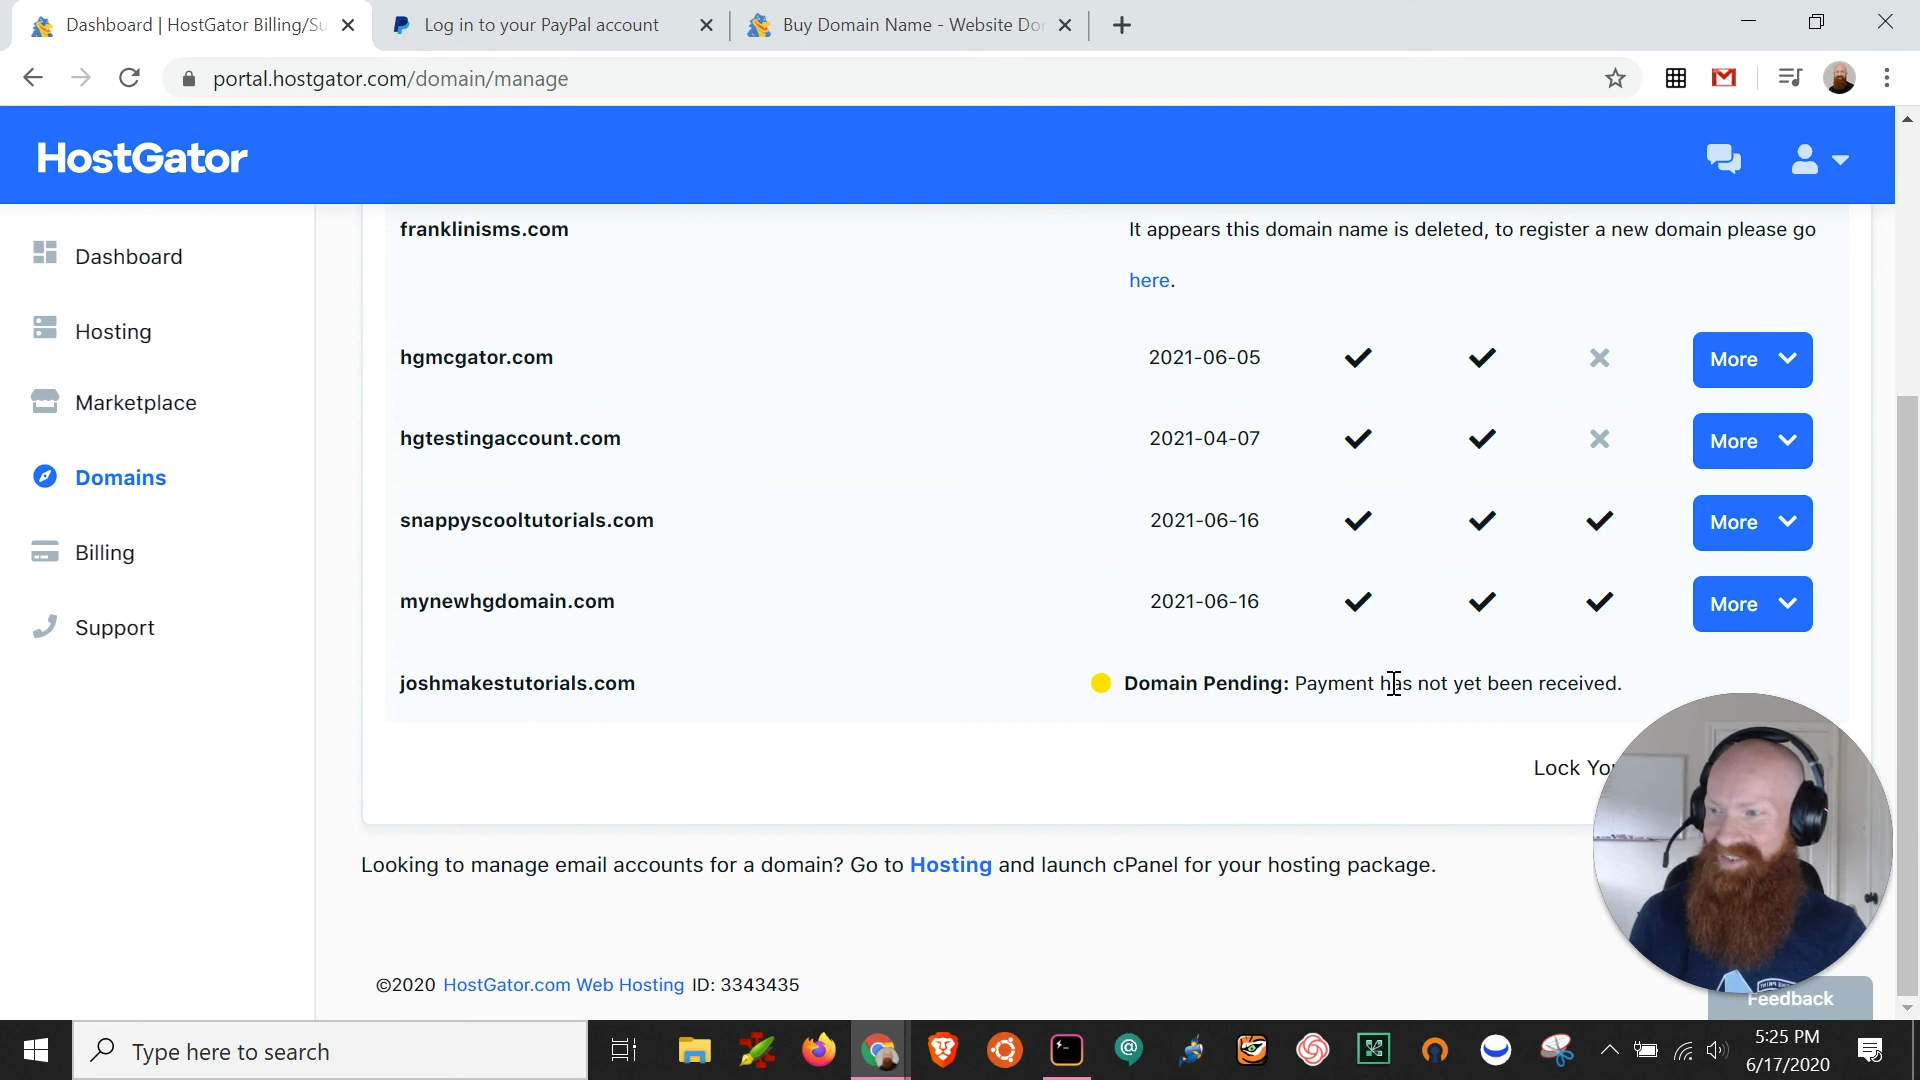 Dashboard | HostGator Billing/Su
Log in to your PayPal account
Buy Domain Name - Website Do
portal.hostgator.com/domain/manage
HostGator
Dashboard
Hosting
Marketplace
Domains
Billing
Support
franklinisms.com It appears this domain name is deleted, to register a new domain please go
here.
hgmcgator.com 2021-06-05 More
hgtestingaccount.com 2021-04-07 More
snappyscooltutorials.com 2021-06-16 More
mynewhgdomain.com 2021-06-16 More
joshmakestutorials.com Domain Pending: Payment has not yet been received.
Lock You
Looking to manage email accounts for a domain? Go to Hosting and launch cPanel for your hosting package.
©2020 HostGator.com Web Hosting ID: 3343435
Feedback
Type here to search
5:25 PM
6/17/2020